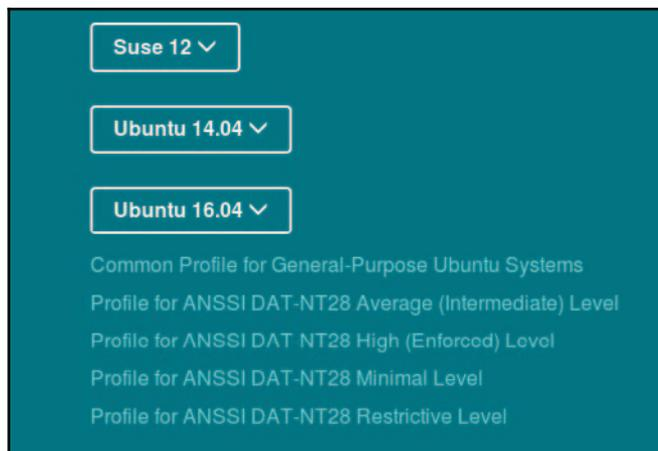 Suse 12
Ubuntu 14.04
Ubuntu 16.04
Common Profile for General-Purpose Ubuntu Systems
Profile for ANSSI DAT-NT28 Average (Intermediate) Level
Profile for ANSSI DAT-NT28 High (Enforced) Level
Profile for ANSSI DAT-NT28 Minimal Level
Profile for ANSSI DAT-NT28 Restrictive Level